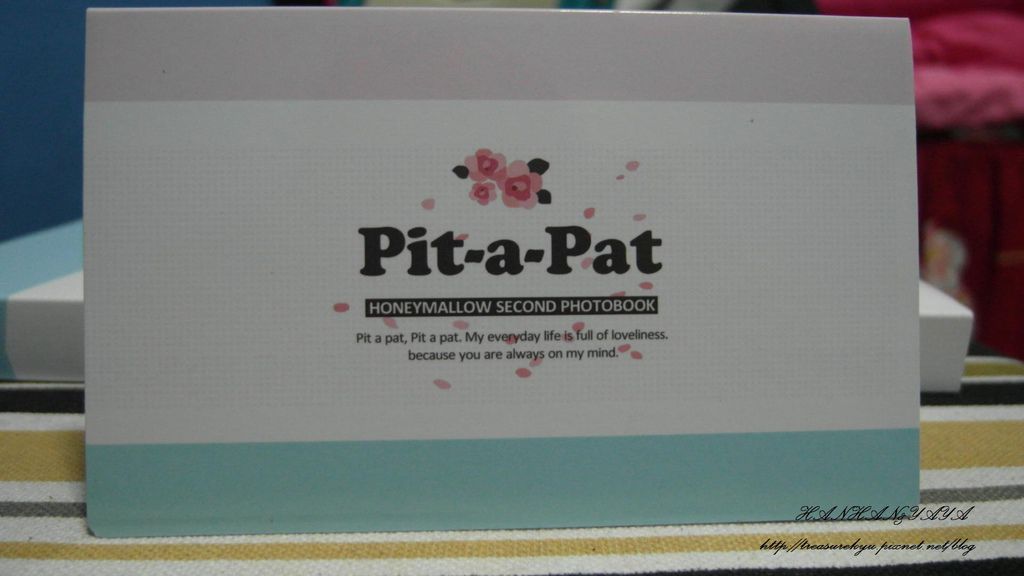 Pit-a-Pat
HONEYMALLOW SECOND PHOTOBOOK
Pit a pat, Pit a pat. My everyday life is full of loveliness.
because you are always on my mind.
HANHANGYAYA
http://treasurekyu.pixnet.net/blog